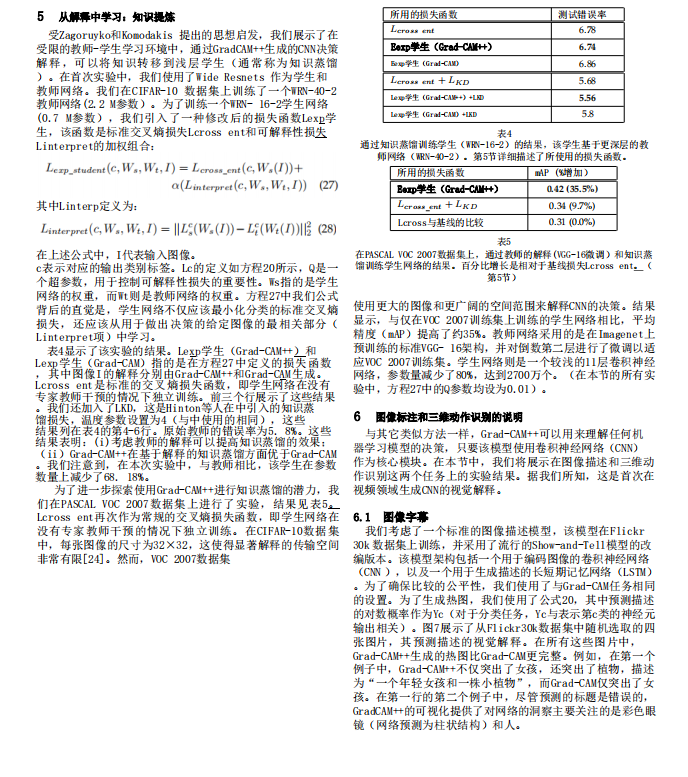 5 从解释中学习：知识提炼
受Zagoruyko和Komodakis 提出的思想启发，我们展示了在
受限的教师-学生学习环境中，通过GradCAM++生成的CNN决策
解释，可以将知识转移到浅层学生（通常称为知识蒸馏
）。在首次实验中，我们使用了Wide Resnets 作为学生和
教师网络。我们在CIFAR-10 数据集上训练了一个WRN-40-2
教师网络(2.2 M参数）。为了训练一个WRN- 16-2学生网络
(0.7 M参数），我们引入了一种修改后的损失函数Lexp学
生，该函数是标准交叉熵损失Lcross ent和可解释性损失
Linterpret的加权组合：
L_{exp_student}(c, W_s, W_t, I) = L_{cross_ent}(c, W_s(I))+
α(L_{interpret}(c, W_s, W_t, I)) (27)
其中Linterp定义为：
L_{interpret}(c, W_s, W_t, I) = ||L^c_s(W_s(I)) − L^c_t(W_t(I))||^2_2 (28)
在上述公式中，I代表输入图像。
c表示对应的输出类别标签。Lc的定义如方程20所示，Q是一
个超参数，用于控制可解释性损失的重要性。Ws指的是学生
网络的权重，而Wt则是教师网络的权重。方程27中我们公式
背后的直觉是，学生网络不仅应该最小化分类的标准交叉熵
损失，还应该从用于做出决策的给定图像的最相关部分（
Linterpret项）中学习。
表4显示了该实验的结果。Lexp学生（Grad-CAM++）和
Lexp学生（Grad-CAM）指的是在方程27中定义的损失函数
，其中图像I的解释分别由Grad-CAM++和Grad-CAM生成。
Lcross ent是标准的交叉熵损失函数，即学生网络在没有
专家教师干预的情况下独立训练。前三个行展示了这些结果
。我们还加入了LKD，这是Hinton等人在中引入的知识蒸
馏损失，温度参数设置为4（与中使用的相同），这些
结果列在表4的第4-6行。原始教师的错误率为5. 8%。这些
结果表明：(i)考虑教师的解释可以提高知识蒸馏的效果；
（ii）Grad-CAM++在基于解释的知识蒸馏方面优于Grad-CAM
。我们注意到，在本次实验中，与教师相比，该学生在参数
数量上减少了68. 18%。
为了进一步探索使用Grad-CAM++进行知识蒸馏的潜力，我
们在PASCAL VOC 2007数据集上进行了实验，结果见表5。
Lcross ent再次作为常规的交叉熵损失函数，即学生网络在
没有专家教师干预的情况下独立训练。在CIFAR-10数据集
中，每张图像的尺寸为32×32，这使得显著解释的传输空间
非常有限[24]。然而，VOC 2007数据集
所用的损失函数 测试错误率
L_{cross ent} 6.78
Eexp学生（Grad-CAM++） 6.74
Eexp学生（Grad-CAM） 6.86
L_{cross ent} + L_{KD} 5.68
Lexp学生（Grad-CAM++）+LKD 5.56
Lexp学生（Grad-CAM）+LKD 5.8
表4
通过知识蒸馏训练学生（WRN-16-2）的结果，该学生基于更深层的教
师网络（WRN-40-2）。第5节详细描述了所使用的损失函数。
所用的损失函数 mAP（%增加）
Eexp学生（Grad-CAM++） 0.42 (35.5%)
L_{cross_ent} + L_{KD} 0.34 (9.7%)
Lcross与基线的比较 0.31 (0.0%)
表5
在PASCAL VOC 2007数据集上，通过教师的解释(VGG-16微调）和知识蒸
馏训练学生网络的结果。百分比增长是相对于基线损失Lcross ent。（
第5节）
使用更大的图像和更广阔的空间范围来解释CNN的决策。结果
显示，与仅在VOC 2007训练集上训练的学生网络相比，平均
精度（mAP）提高了约35%。教师网络采用的是在Imagenet上
预训练的标准VGG- 16架构，并对倒数第二层进行了微调以适
应VOC 2007训练集。学生网络则是一个较浅的11层卷积神经
网络，参数量减少了80%，达到2700万个。（在本节的所有实
验中，方程27中的Q参数均设为0.01）。
6 图像标注和三维动作识别的说明
与其它类似方法一样，Grad-CAM++可以用来理解任何机
器学习模型的决策，只要该模型使用卷积神经网络（CNN）
作为核心模块。在本节中，我们将展示在图像描述和三维动
作识别这两个任务上的实验结果。据我们所知，这是首次在
视频领域生成CNN的视觉解释。
6.1 图像字幕
我们考虑了一个标准的图像描述模型，该模型在Flickr
30k 数据集上训练，并采用了流行的Show-and-Tell模型的改
编版本。该模型架构包括一个用于编码图像的卷积神经网络
（CNN ），以及一个用于生成描述的长短期记忆网络（LSTM）
。为了确保比较的公平性，我们使用了与Grad-CAM任务相同
的设置。为了生成热图，我们使用了公式20，其中预测描述
的对数概率作为Yc（对于分类任务，Yc与表示第c类的神经元
输出相关）。图7展示了从Flickr30k数据集中随机选取的四
张图片，其预测描述的视觉解释。在所有这些图片中，
Grad-CAM++生成的热图比Grad-CAM更完整。例如，在第一个
例子中，Grad-CAM++不仅突出了女孩，还突出了植物，描述
为“一个年轻女孩和一株小植物”，而Grad-CAM仅突出了女
孩。在第一行的第二个例子中，尽管预测的标题是错误的，
GradCAM++的可视化提供了对网络的洞察主要关注的是彩色眼
镜（网络预测为柱状结构）和人。